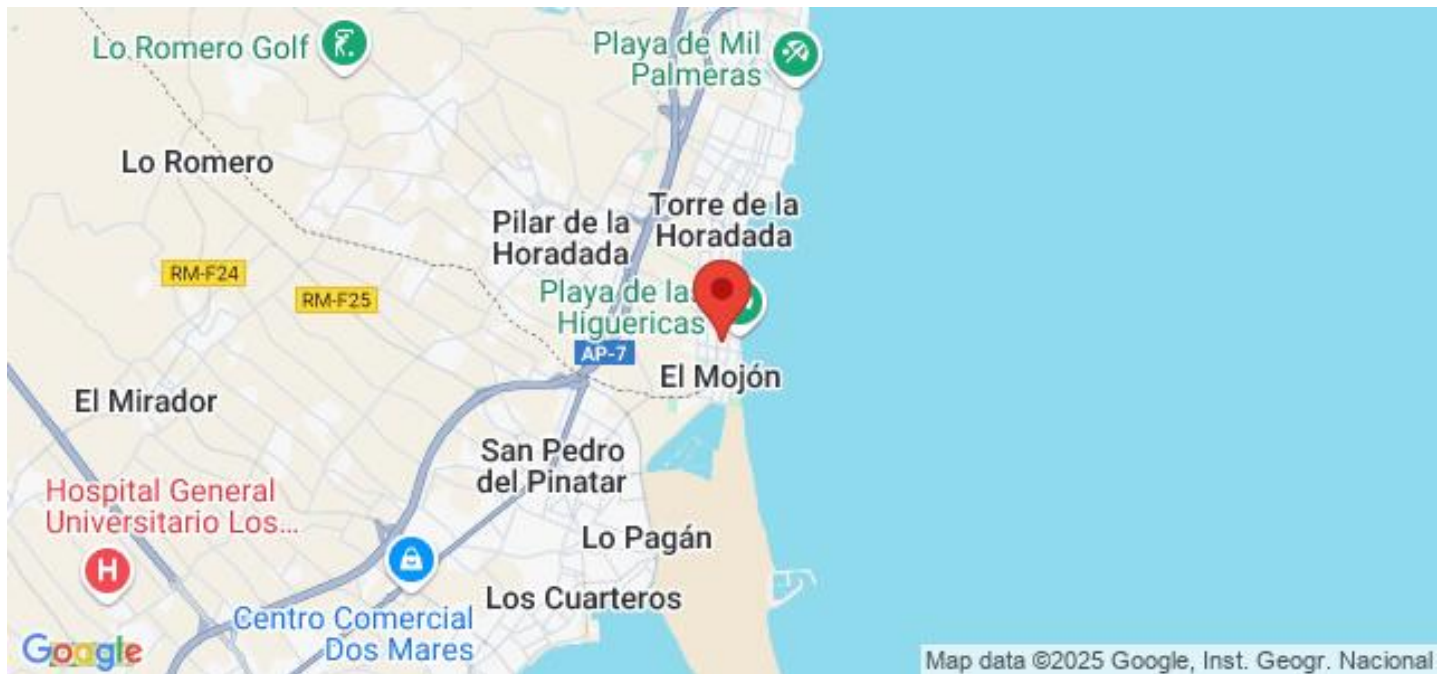 Lo Romero Golf
Playa de Mil
Palmeras
Lo Romero
Pilar de la
Horadada
Torre de la
Horadada
RM-F24
RM-F25
Playa de las
Higuericas
AP-7
El Mojón
El Mirador
San Pedro
del Pinatar
Hospital General
Universitario Los...
H
Lo Pagán
Los Cuarteros
Centro Comercial
Dos Mares
Google
Map data ©2025 Google, Inst. Geogr. Nacional